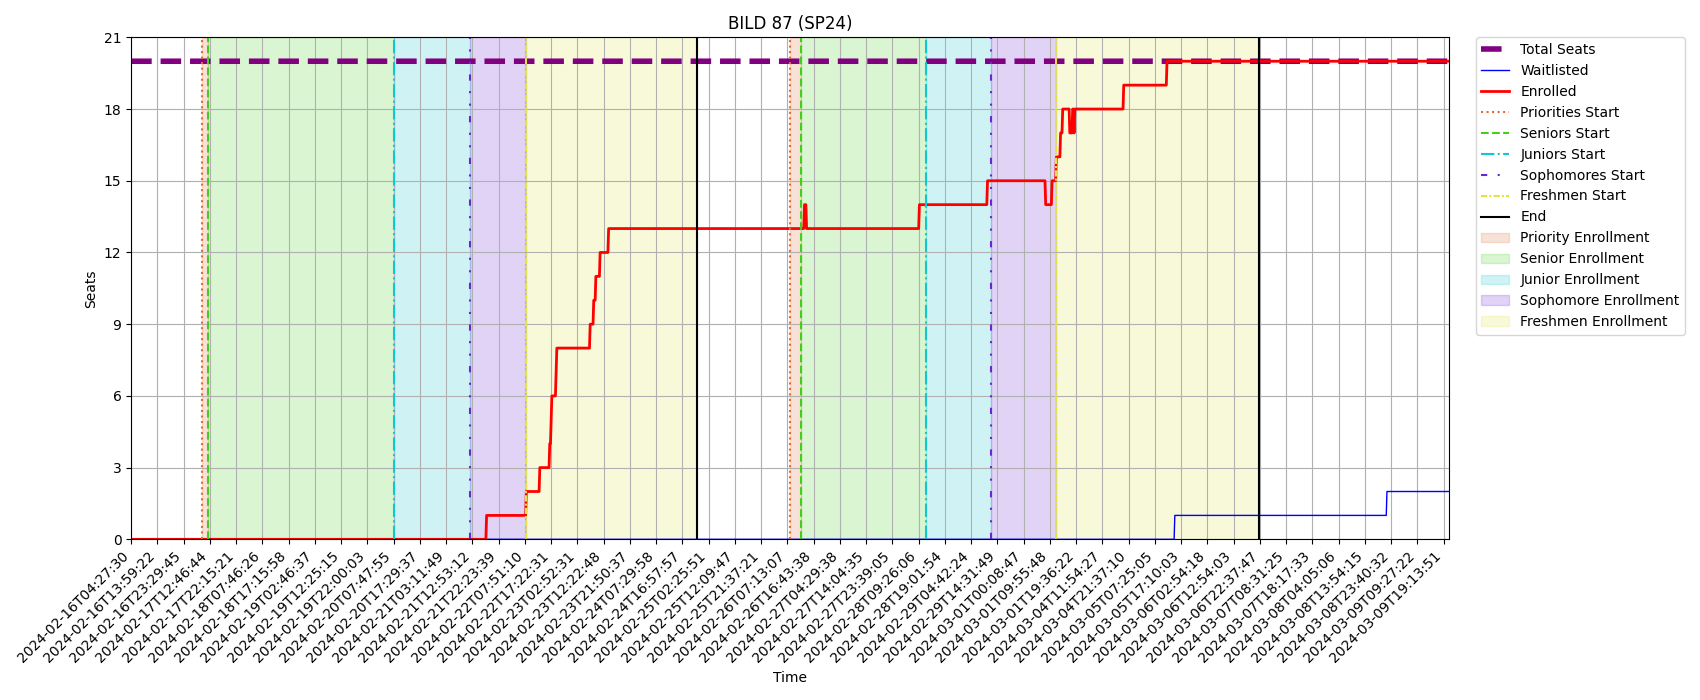 BILD 87 (SP24)
Seats
21
18
15
12
9
6
3
0
2024-02-16T04:27:30
2024-02-16T13:59:22
2024-02-16T23:29:45
2024-02-17T12:46:44
2024-02-17T22:15:21
2024-02-18T07:46:26
2024-02-18T17:15:58
2024-02-19T02:46:37
2024-02-19T12:25:15
2024-02-19T22:00:03
2024-02-20T07:47:55
2024-02-20T17:29:37
2024-02-21T03:11:49
2024-02-21T12:53:12
2024-02-21T22:23:39
2024-02-22T07:51:10
2024-02-22T17:22:31
2024-02-23T02:52:31
2024-02-23T12:22:48
2024-02-23T21:50:37
2024-02-24T07:29:58
2024-02-24T16:57:57
2024-02-25T02:25:51
2024-02-25T12:09:47
2024-02-25T21:37:21
2024-02-26T07:13:07
2024-02-26T16:43:38
2024-02-27T04:29:38
2024-02-27T14:04:35
2024-02-27T23:39:05
2024-02-28T09:26:06
2024-02-28T19:01:54
2024-02-29T04:42:24
2024-02-29T14:31:49
2024-03-01T00:08:47
2024-03-01T09:55:48
2024-03-01T19:36:22
2024-03-04T11:54:27
2024-03-04T21:37:10
2024-03-05T07:25:05
2024-03-05T17:10:03
2024-03-06T02:54:18
2024-03-06T12:54:03
2024-03-06T22:37:47
2024-03-07T08:31:25
2024-03-07T18:17:33
2024-03-08T04:05:06
2024-03-08T13:54:15
2024-03-08T23:40:32
2024-03-09T09:27:22
2024-03-09T19:13:51
Time
Total Seats
Waitlisted
Enrolled
Priorities Start
Seniors Start
Juniors Start
Sophomores Start
Freshmen Start
End
Priority Enrollment
Senior Enrollment
Junior Enrollment
Sophomore Enrollment
Freshmen Enrollment